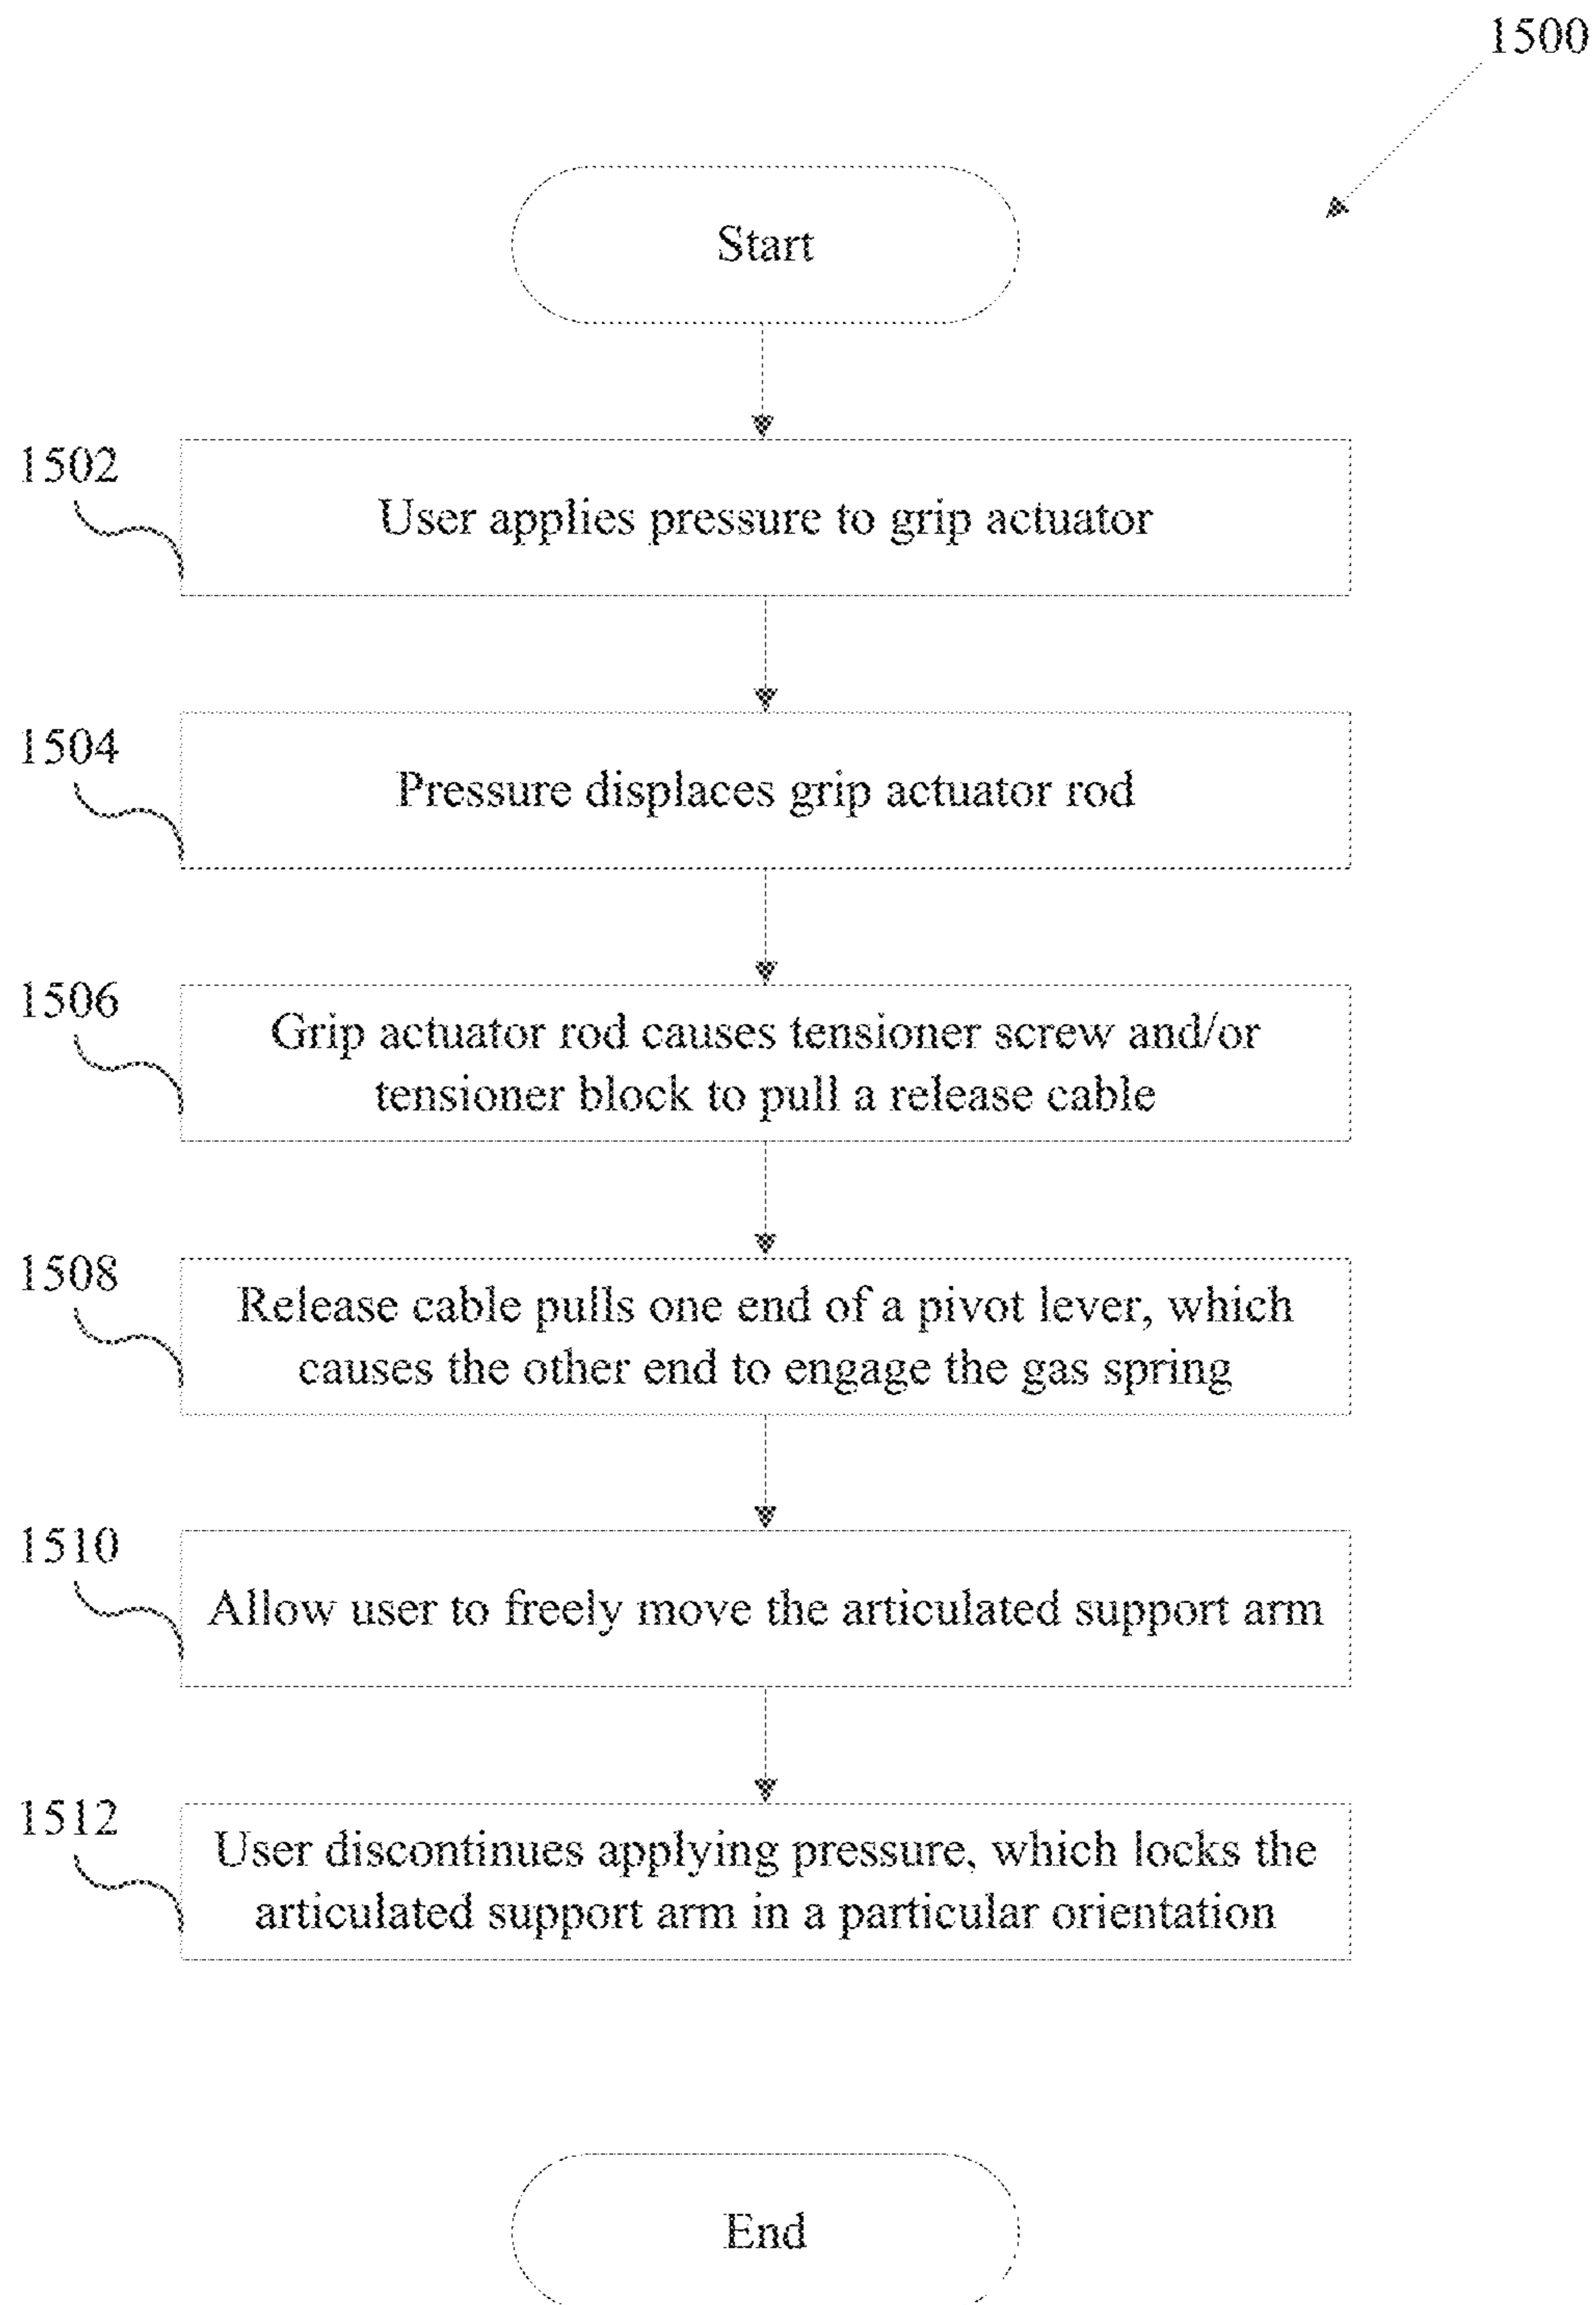 1500
Start
1502
User applies pressure to grip actuator
1504
Pressure displaces grip actuator rod
1506
Grip actuator rod causes tensioner screw and/or
tensioner block to pull a release cable
1508
Release cable pulls one end of a pivot lever, which
causes the other end to engage the gas spring
1510
Allow user to freely move the articulated support arm
1512
User discontinues applying pressure, which locks the
articulated support arm in a particular orientation
End